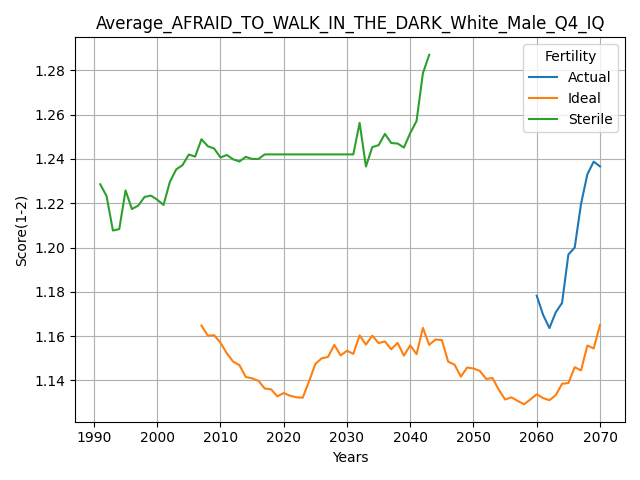 Average_AFRAID_TO_WALK_IN_THE_DARK_White_Male_Q4_IQ
Fertility
Actual
Ideal
Sterile
Score(1-2)
1.28
1.26
1.24
1.22
1.20
1.18
1.16
1.14
1990 2000 2010 2020 2030 2040 2050 2060 2070
Years